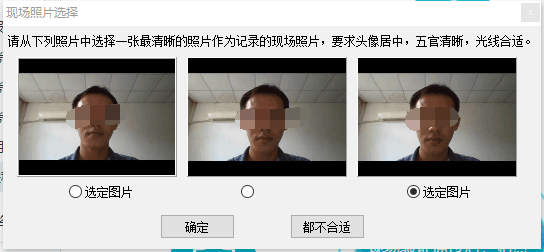 现场照片选择
x
请从下列照片中选择一张最清晰的照片作为记录的现场照片，要求头像居中，五官清晰，光线合适。
选定图片
选定图片
确定
都不合适